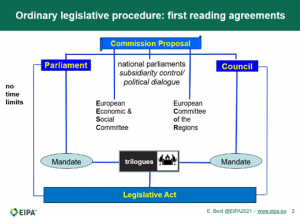 Ordinary legislative procedure: first reading agreements
Commission Proposal
Parliament
national parliaments
subsidiarity control/
political dialogue
Council
no
time
limits
European
Economic &
Social
Committee
European
Committee
of the
Regions
Mandate
trilogues
Mandate
Legislative Act
EIPA
E. Best @EIPA2021 - www.eipa.eu 2